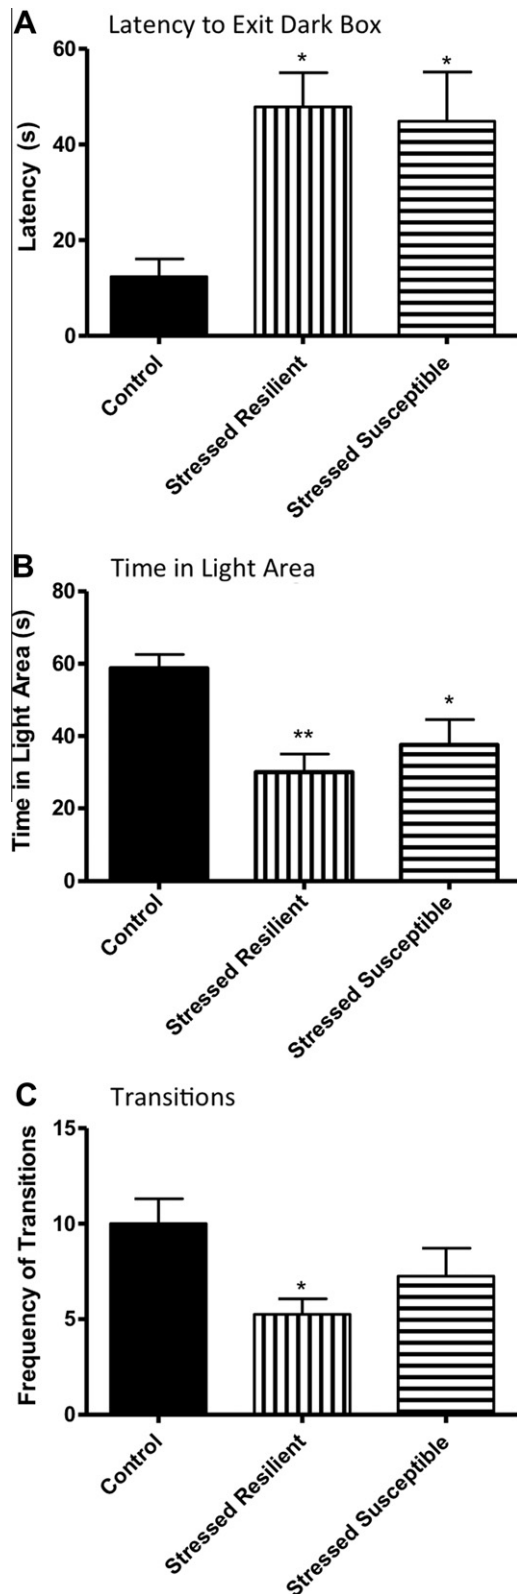 A Latency to Exit Dark Box
Latency (s)
60
40
20
0
*
*
Control
Stressed Resilient
Stressed Susceptible
B Time in Light Area
Time in Light Area (s)
80
60
40
20
0
**
*
Control
Stressed Resilient
Stressed Susceptible
C Transitions
Frequency of Transitions
15
10
5
0
*
Control
Stressed Resilient
Stressed Susceptible